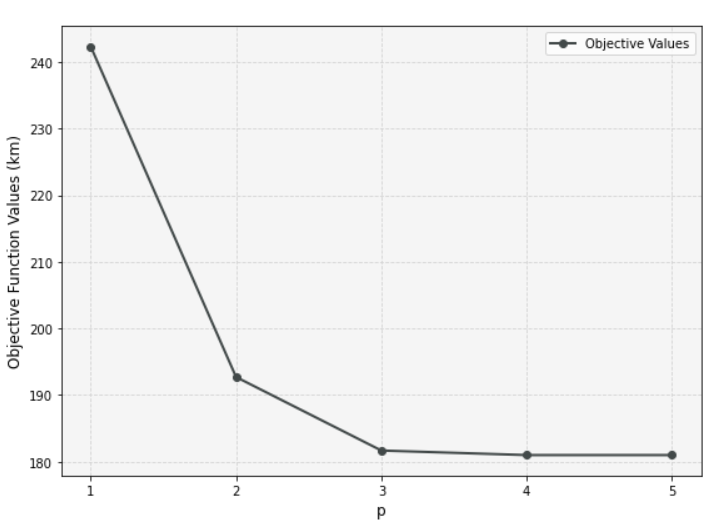 Objective Values
Objective Function Values (km)
240
230
220
210
200
190
180
1 2 3 4 5
p